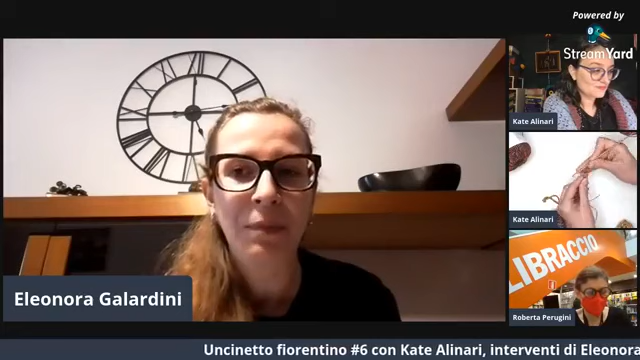 Powered by
StreamYard
Kate Alinari
Kate Alinari
LIBRACCIO
Roberta Perugini
Eleonora Galardini
Uncinetto fiorentino #6 con Kate Alinari, interventi di Eleonora